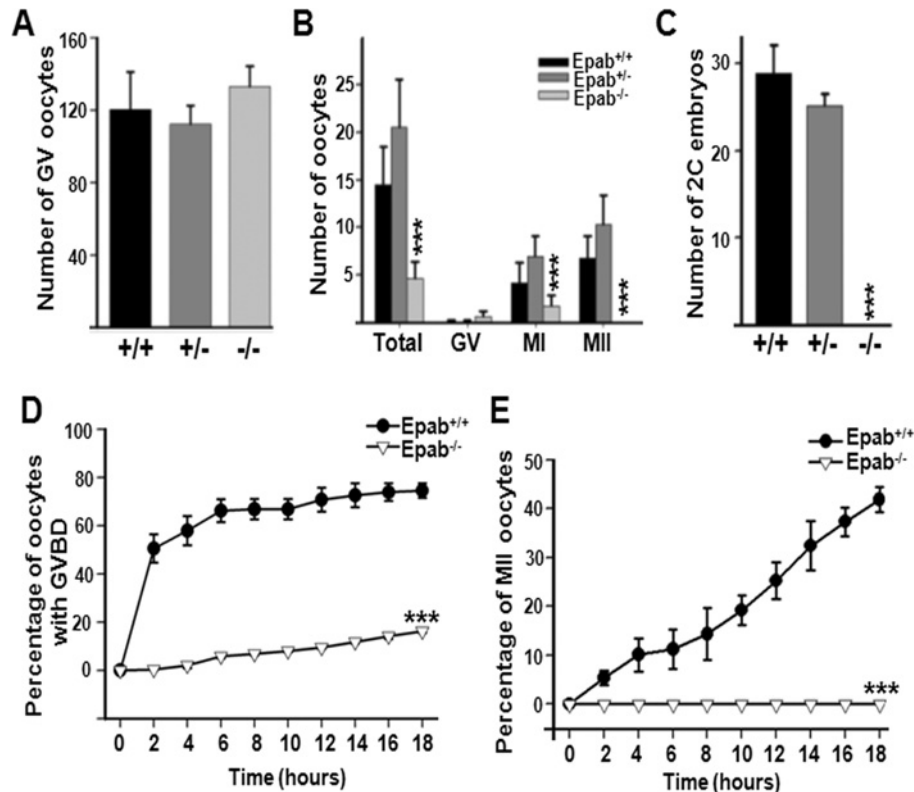 A
Number of GV oocytes
160
120
80
40
+/+ +/- -/-
B
Number of oocytes
25
20
15
10
5
Epab+/+
Epab+/-
Epab-/-
***
***
***
Total GV MI MII
C
Number of 2C embryos
30
20
10
***
+/+ +/- -/-
D
Epab+/+
Epab-/-
Percentage of oocytes
with GVBD
100
80
60
40
20
0
***
0 2 4 6 8 10 12 14 16 18
Time (hours)
E
Epab+/+
Epab-/-
Percentage of MII oocytes
50
40
30
20
10
0
***
0 2 4 6 8 10 12 14 16 18
Time (hours)